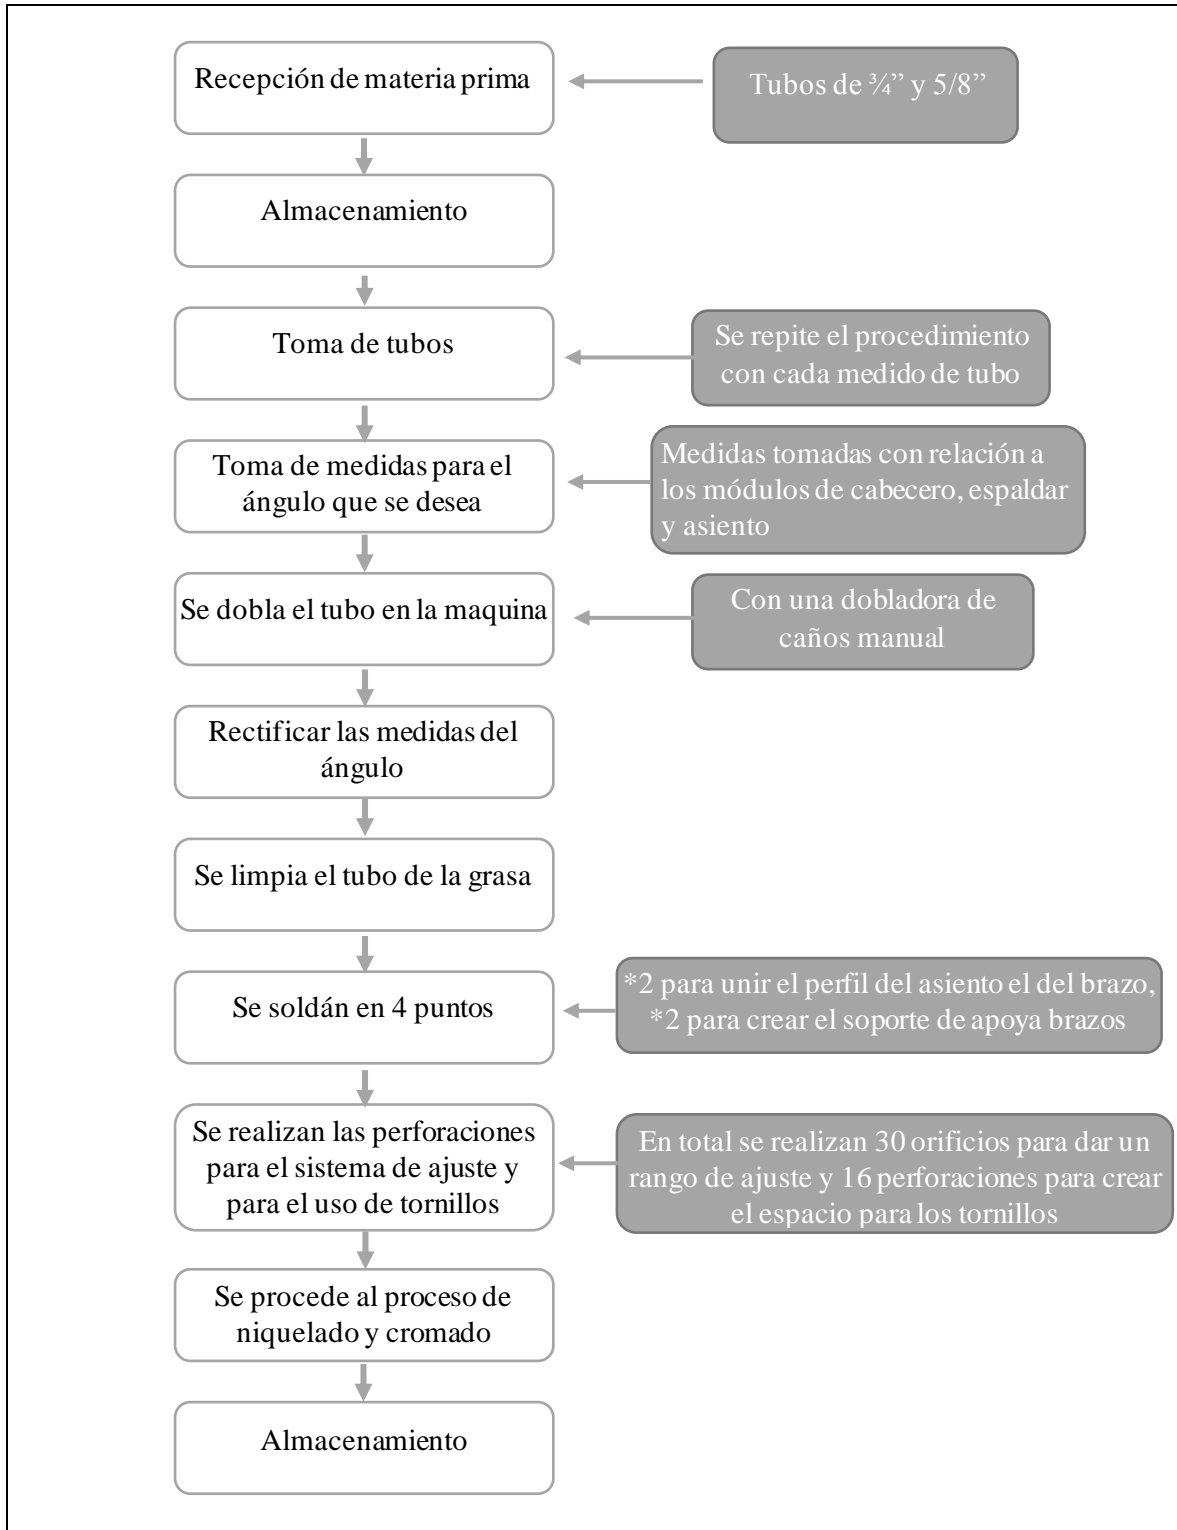 Recepción de materia prima
Tubos de ¾” y 5/8”
Almacenamiento
Toma de tubos
Se repite el procedimiento
con cada medido de tubo
Toma de medidas para el
ángulo que se desea
Medidas tomadas con relación a
los módulos de cabecero, espaldar
y asiento
Se dobla el tubo en la maquina
Con una dobladora de
caños manual
Rectificar las medidas del
ángulo
Se limpia el tubo de la grasa
Se soldán en 4 puntos
*2 para unir el perfil del asiento el del brazo,
*2 para crear el soporte de apoya brazos
Se realizan las perforaciones
para el sistema de ajuste y
para el uso de tornillos
En total se realizan 30 orificios para dar un
rango de ajuste y 16 perforaciones para crear
el espacio para los tornillos
Se procede al proceso de
niquelado y cromado
Almacenamiento